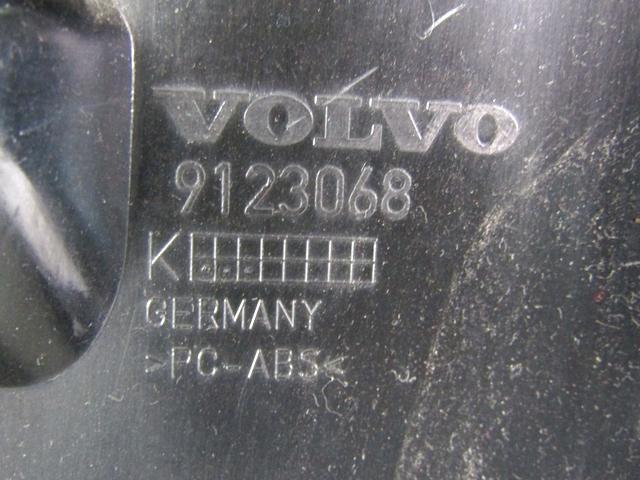 VOLVO
9123068
K
GERMANY
>PC-ABS<